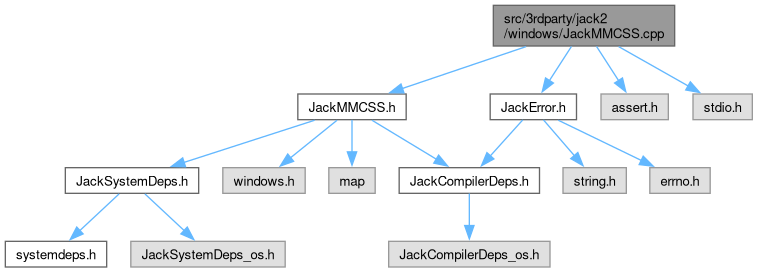 src/3rdparty/jack2
/windows/JackMMCSS.cpp
JackMMCSS.h
JackError.h
assert.h
stdio.h
JackSystemDeps.h
windows.h
map
JackCompilerDeps.h
string.h
errno.h
systemdeps.h
JackSystemDeps_os.h
JackCompilerDeps_os.h